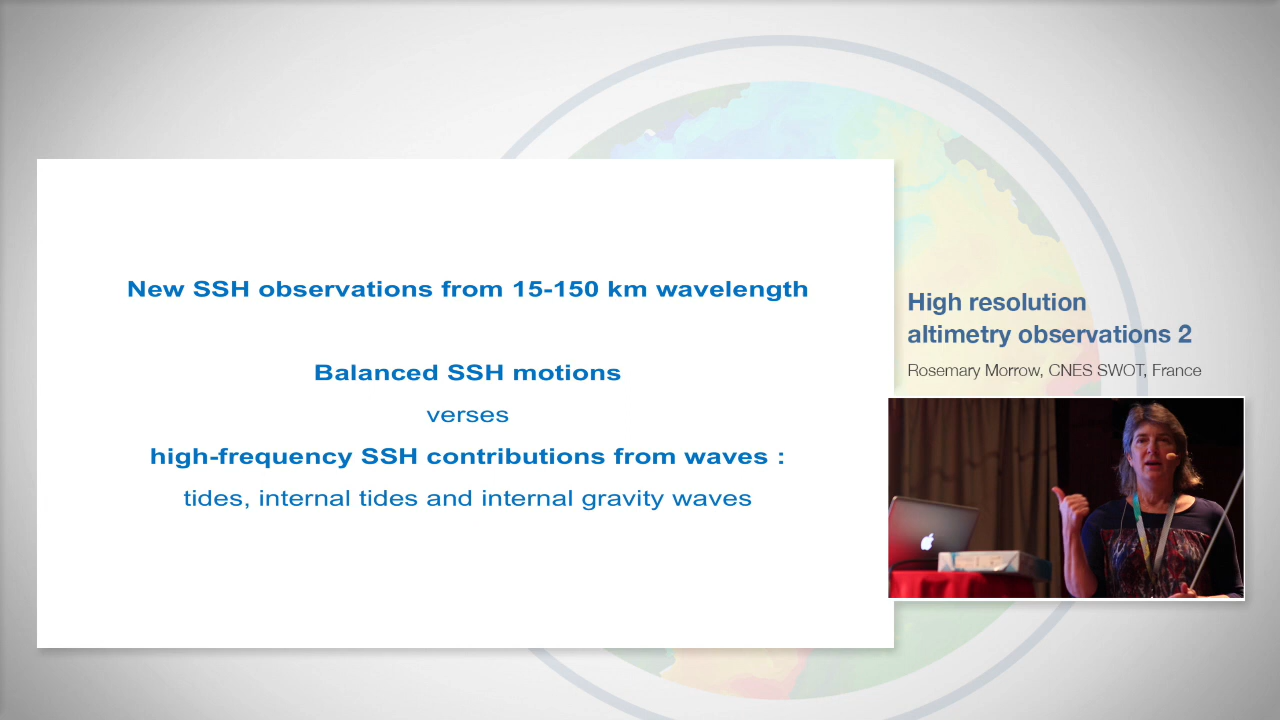 New SSH observations from 15-150 km wavelength
Balanced SSH motions
verses
high-frequency SSH contributions from waves :
tides, internal tides and internal gravity waves
High resolution
altimetry observations 2
Rosemary Morrow, CNES SWOT, France